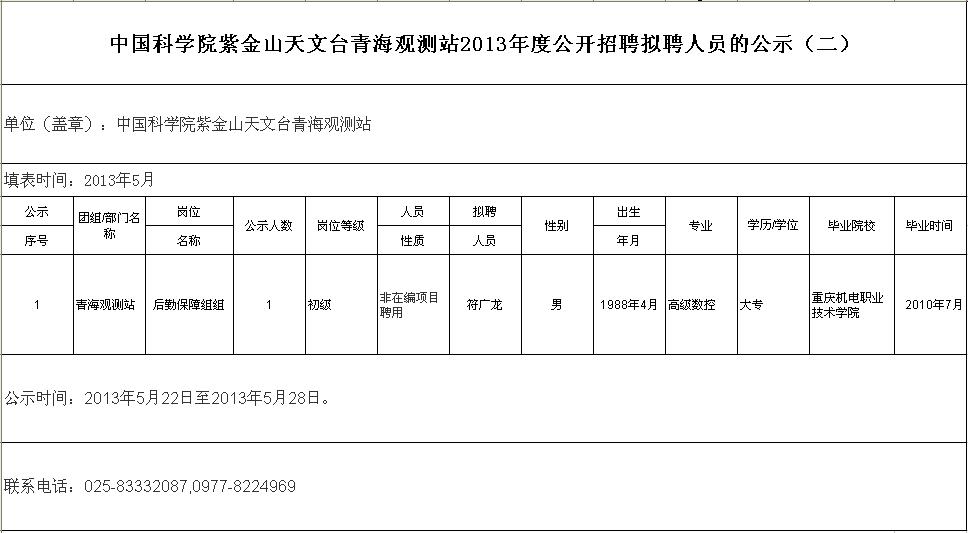 中国科学院紫金山天文台青海观测站2013年度公开招聘拟聘人员的公示（二）
单位（盖章）：中国科学院紫金山天文台青海观测站
填表时间：2013年5月
公示 团组/部门名 岗位 公示人数 岗位等级 人员 拟聘 性别 出生 专业 学历/学位 毕业院校 毕业时间
序号 称 名称 性质 人员 年月
1 青海观测站 后勤保障组组 1 初级 非在编项目 符广龙 男 1988年4月 高级数控 大专 重庆机电职业 2010年7月
聘用 技术学院
公示时间：2013年5月22日至2013年5月28日。
联系电话：025-83332087,0977-8224969